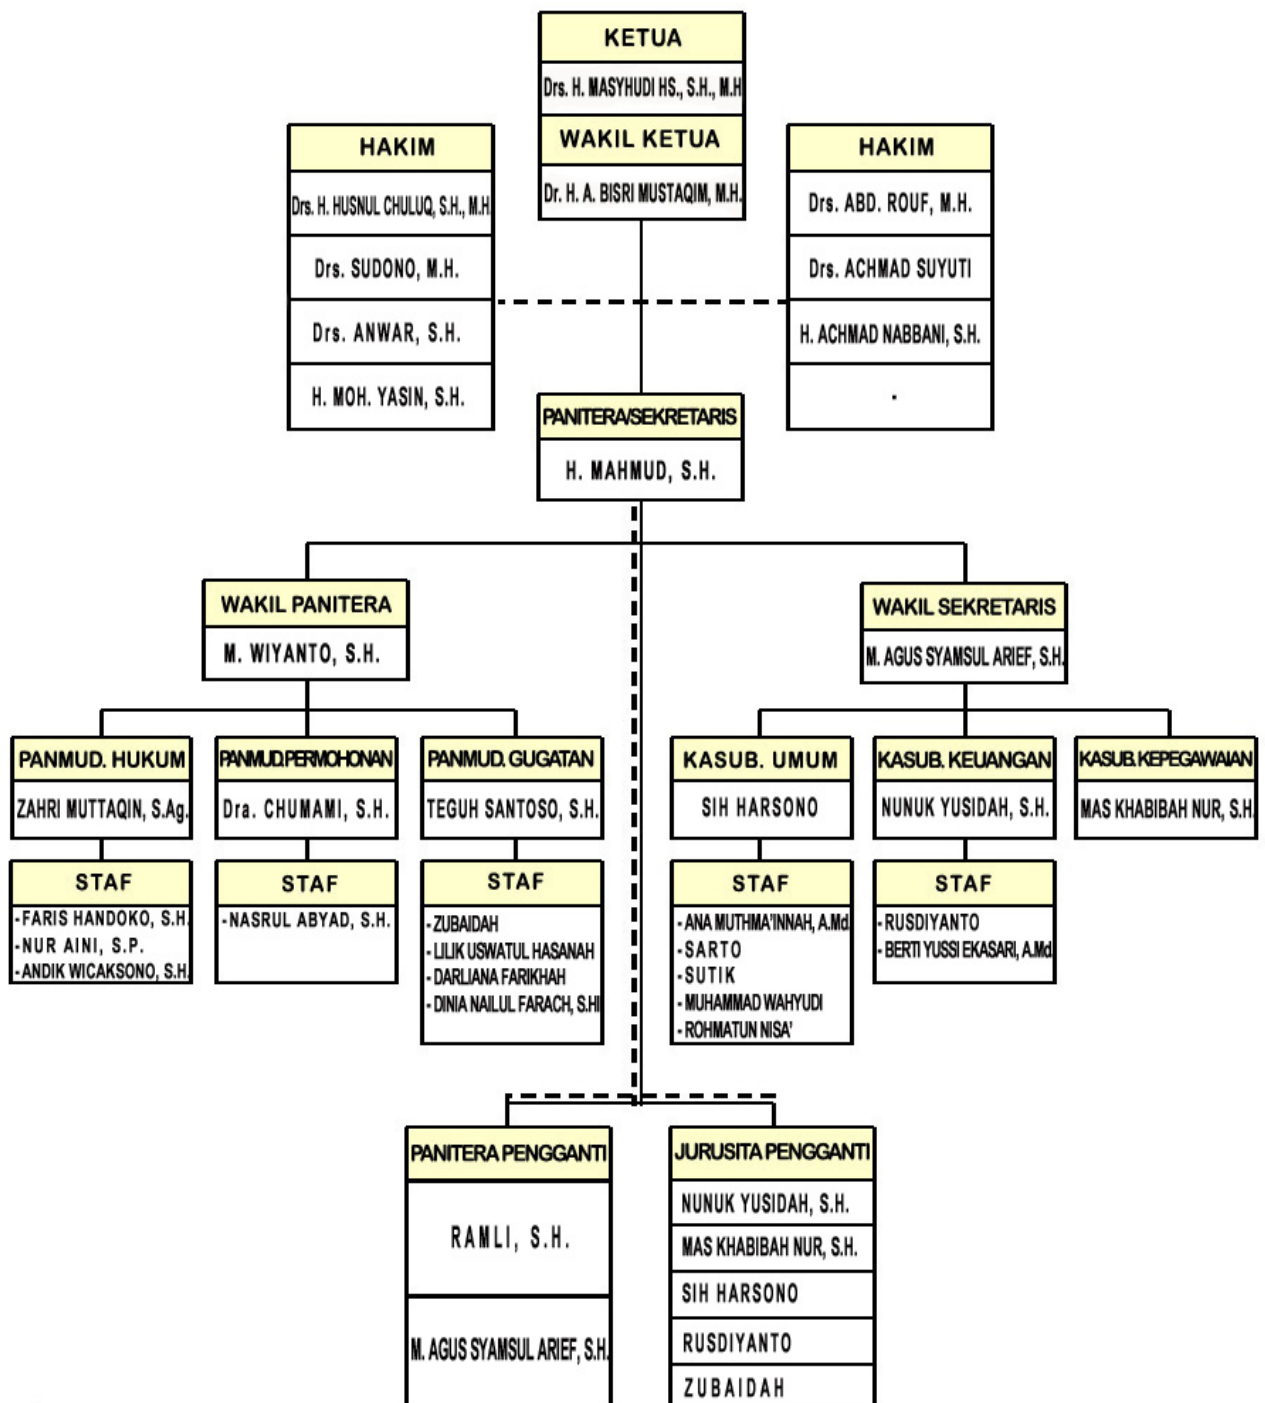 KETUA
Drs. H. MASYHUDI HS., S.H., M.H
WAKIL KETUA
Dr. H. A. BISRI MUSTAQIM, M.H.
HAKIM
Drs. H. HUSNUL CHULUQ, S.H., M.H
Drs. SUDONO, M.H.
Drs. ANWAR, S.H.
H. MOH. YASIN, S.H.
HAKIM
Drs. ABD. ROUF, M.H.
Drs. ACHMAD SUYUTI
H. ACHMAD NABBANI, S.H.
-
PANITERA/SEKRETARIS
H. MAHMUD, S.H.
WAKIL PANITERA
M. WIYANTO, S.H.
WAKIL SEKRETARIS
M. AGUS SYAMSUL ARIEF, S.H.
PANMUD. HUKUM
ZAHRI MUTTAQIN, S.Ag.
STAF
- FARIS HANDOKO, S.H.
- NUR AINI, S.P.
- ANDIK WICAKSONO, S.H.
PANMUD.PERMOHONAN
Dra. CHUMAMI, S.H.
STAF
- NASRUL ABYAD, S.H.
PANMUD. GUGATAN
TEGUH SANTOSO, S.H.
STAF
- ZUBAIDAH
- LILIK USWATUL HASANAH
- DARLIANA FARIKHAH
- DINIA NAILUL FARACH, S.HI
KASUB. UMUM
SIH HARSONO
STAF
- ANA MUTHMA'INNAH, A.Md
- SARTO
- SUTIK
- MUHAMMAD WAHYUDI
- ROHMATUN NISA'
KASUB. KEUANGAN
NUNUK YUSIDAH, S.H.
STAF
- RUSDIYANTO
- BERTI YUSSI EKASARI, A.Md
KASUB. KEPEGAWAIAN
MAS KHABIBAH NUR, S.H
PANITERA PENGGANTI
RAMLI, S.H.
M. AGUS SYAMSUL ARIEF, S.H
JURUSITA PENGGANTI
NUNUK YUSIDAH, S.H.
MAS KHABIBAH NUR, S.H.
SIH HARSONO
RUSDIYANTO
ZUBAIDAH